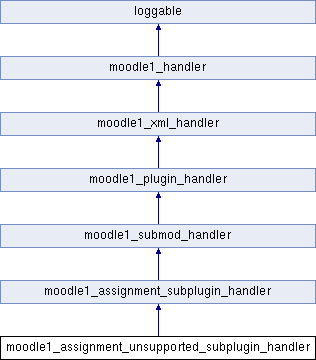 loggable
moodle1_handler
moodle1_xml_handler
moodle1_plugin_handler
moodle1_submod_handler
moodle1_assignment_subplugin_handler
moodle1_assignment_unsupported_subplugin_handler